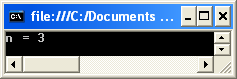 file:///C:/Documents ...
n = 3